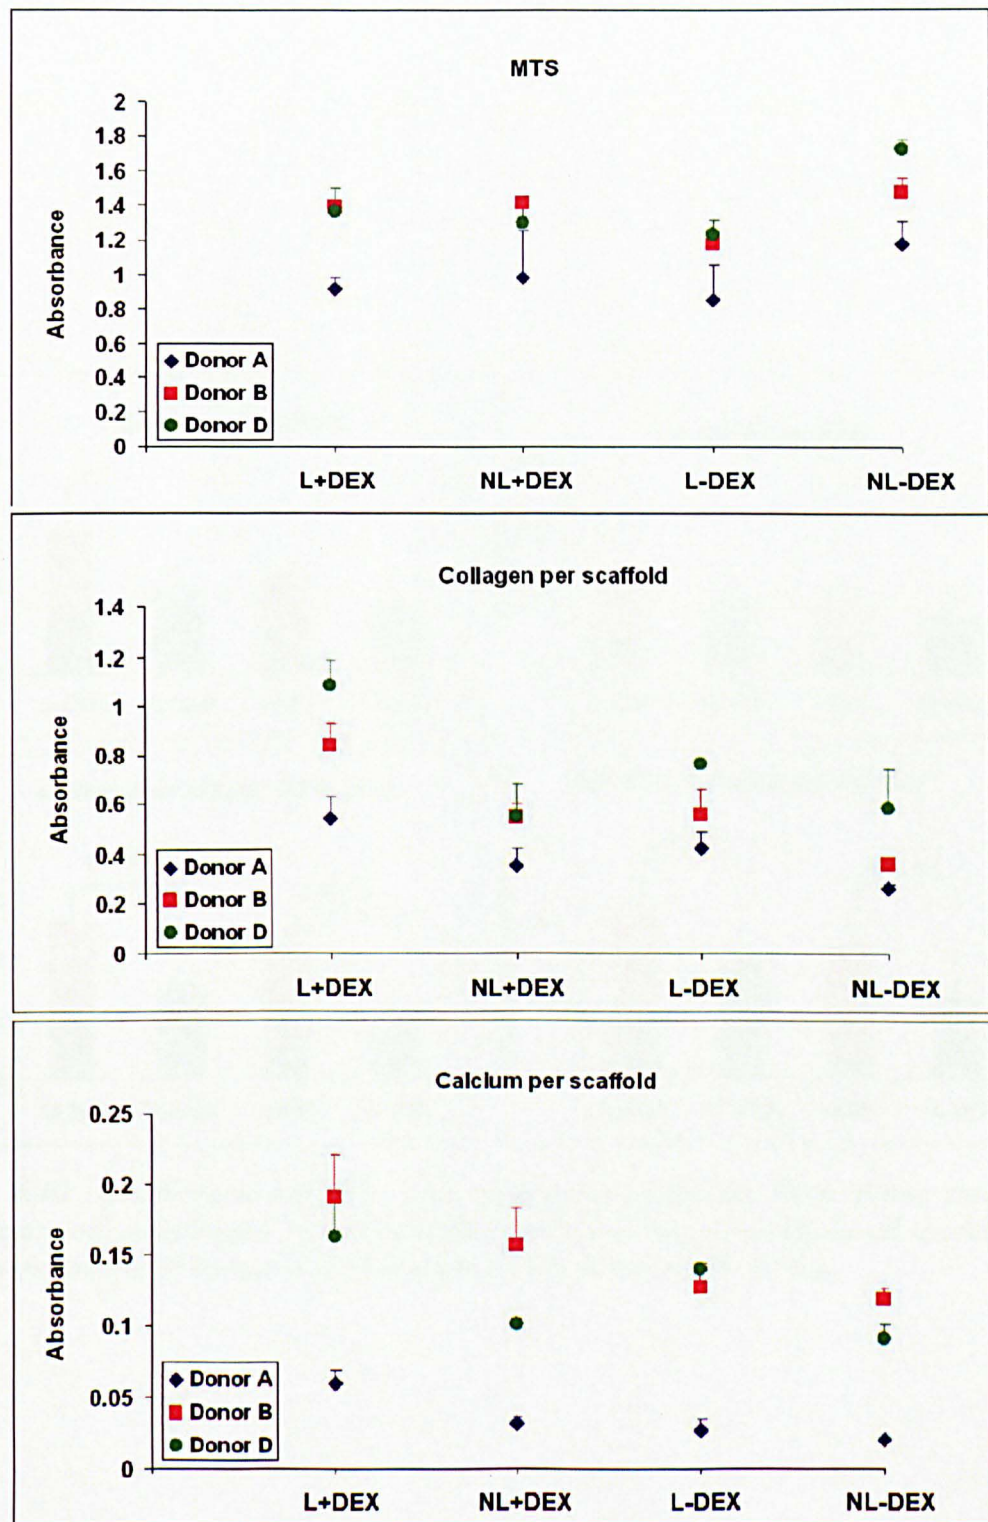 MTS
2
1.8
1.6
1.4
1.2
1
0.8
0.6
0.4
0.2
0
Absorbance
Donor A
Donor B
Donor D
L+DEX NL+DEX L-DEX NL-DEX
Collagen per scaffold
1.4
1.2
1
0.8
0.6
0.4
0.2
0
Absorbance
Donor A
Donor B
Donor D
L+DEX NL+DEX L-DEX NL-DEX
Calcium per scaffold
0.25
0.2
0.15
0.1
0.05
0
Absorbance
Donor A
Donor B
Donor D
L+DEX NL+DEX L-DEX NL-DEX